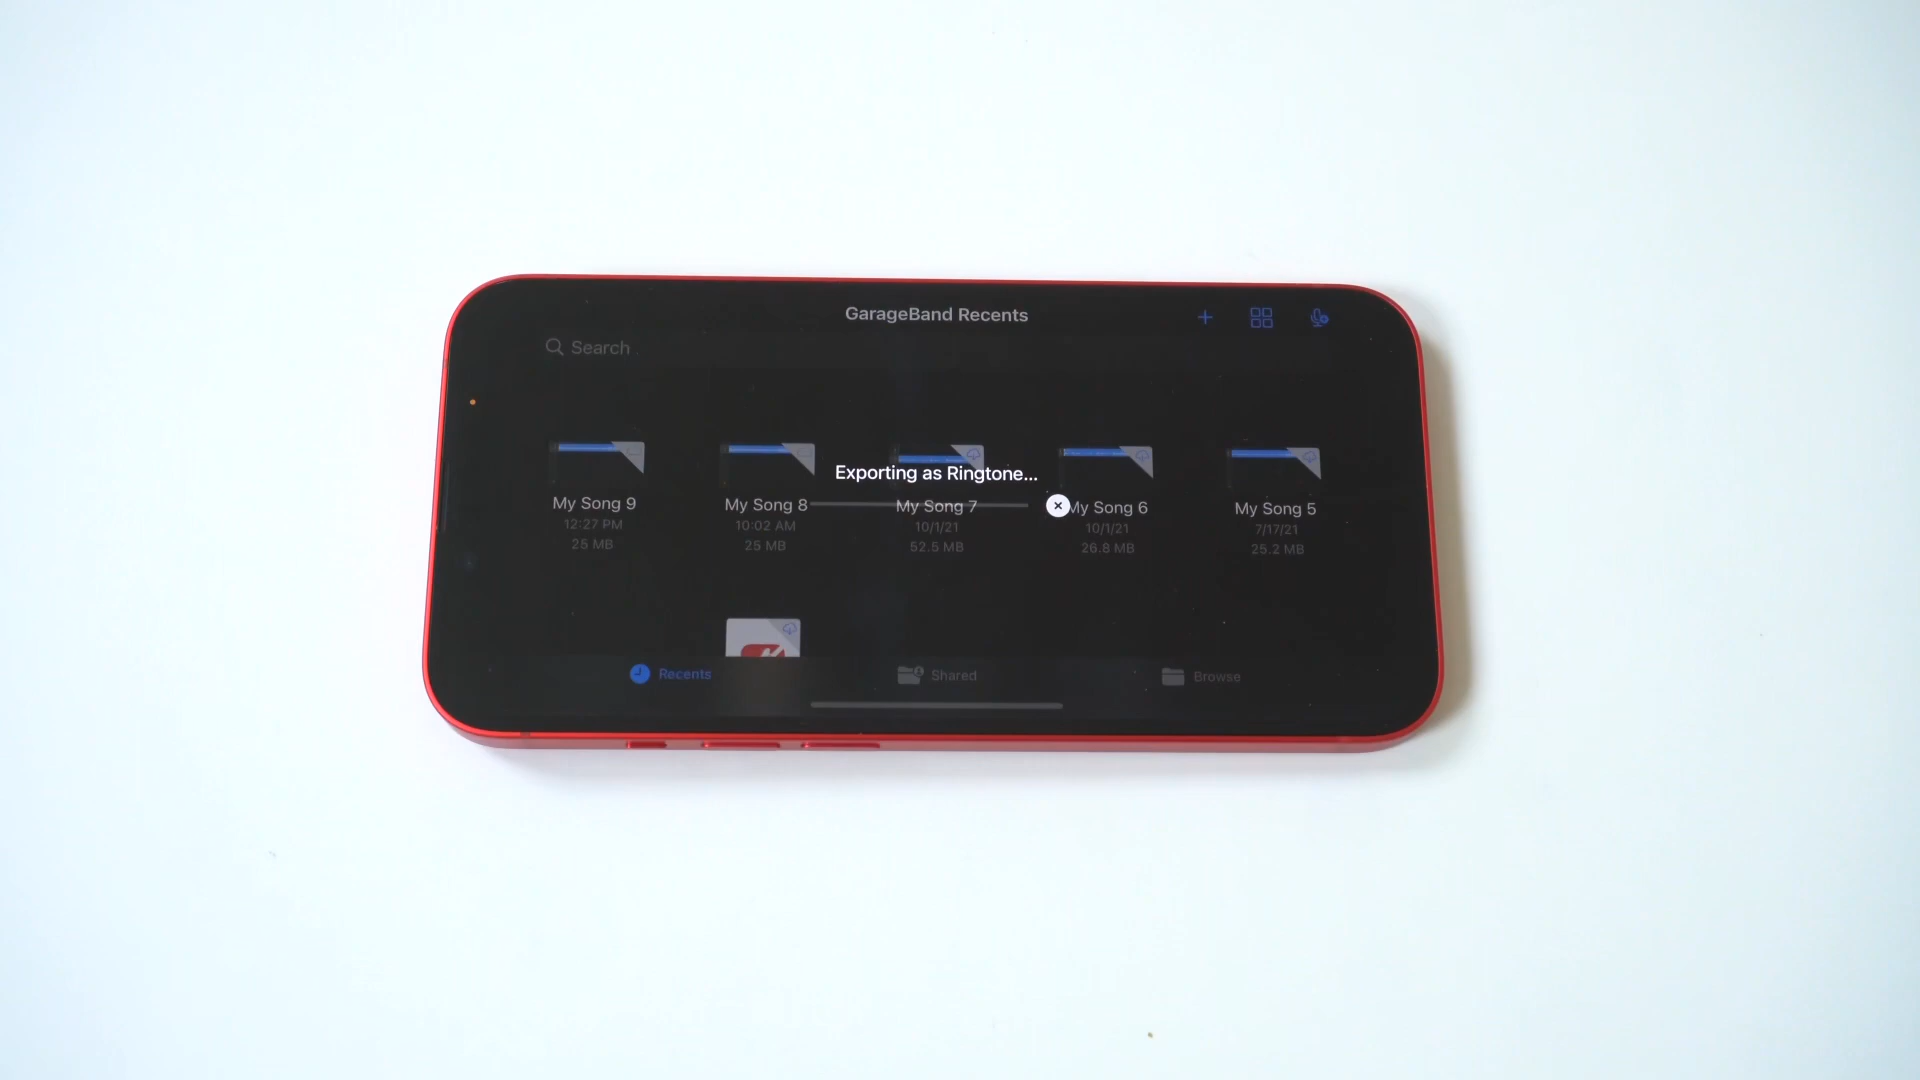 GarageBand Recents
Search
Exporting as Ringtone...
My Song 9
12:27 PM
25 MB
My Song 8
10:02 AM
25 MB
My Song 7
10/1/21
52.5 MB
My Song 6
10/1/21
26.8 MB
My Song 5
7/17/21
25.2 MB
Recents
Shared
Browse